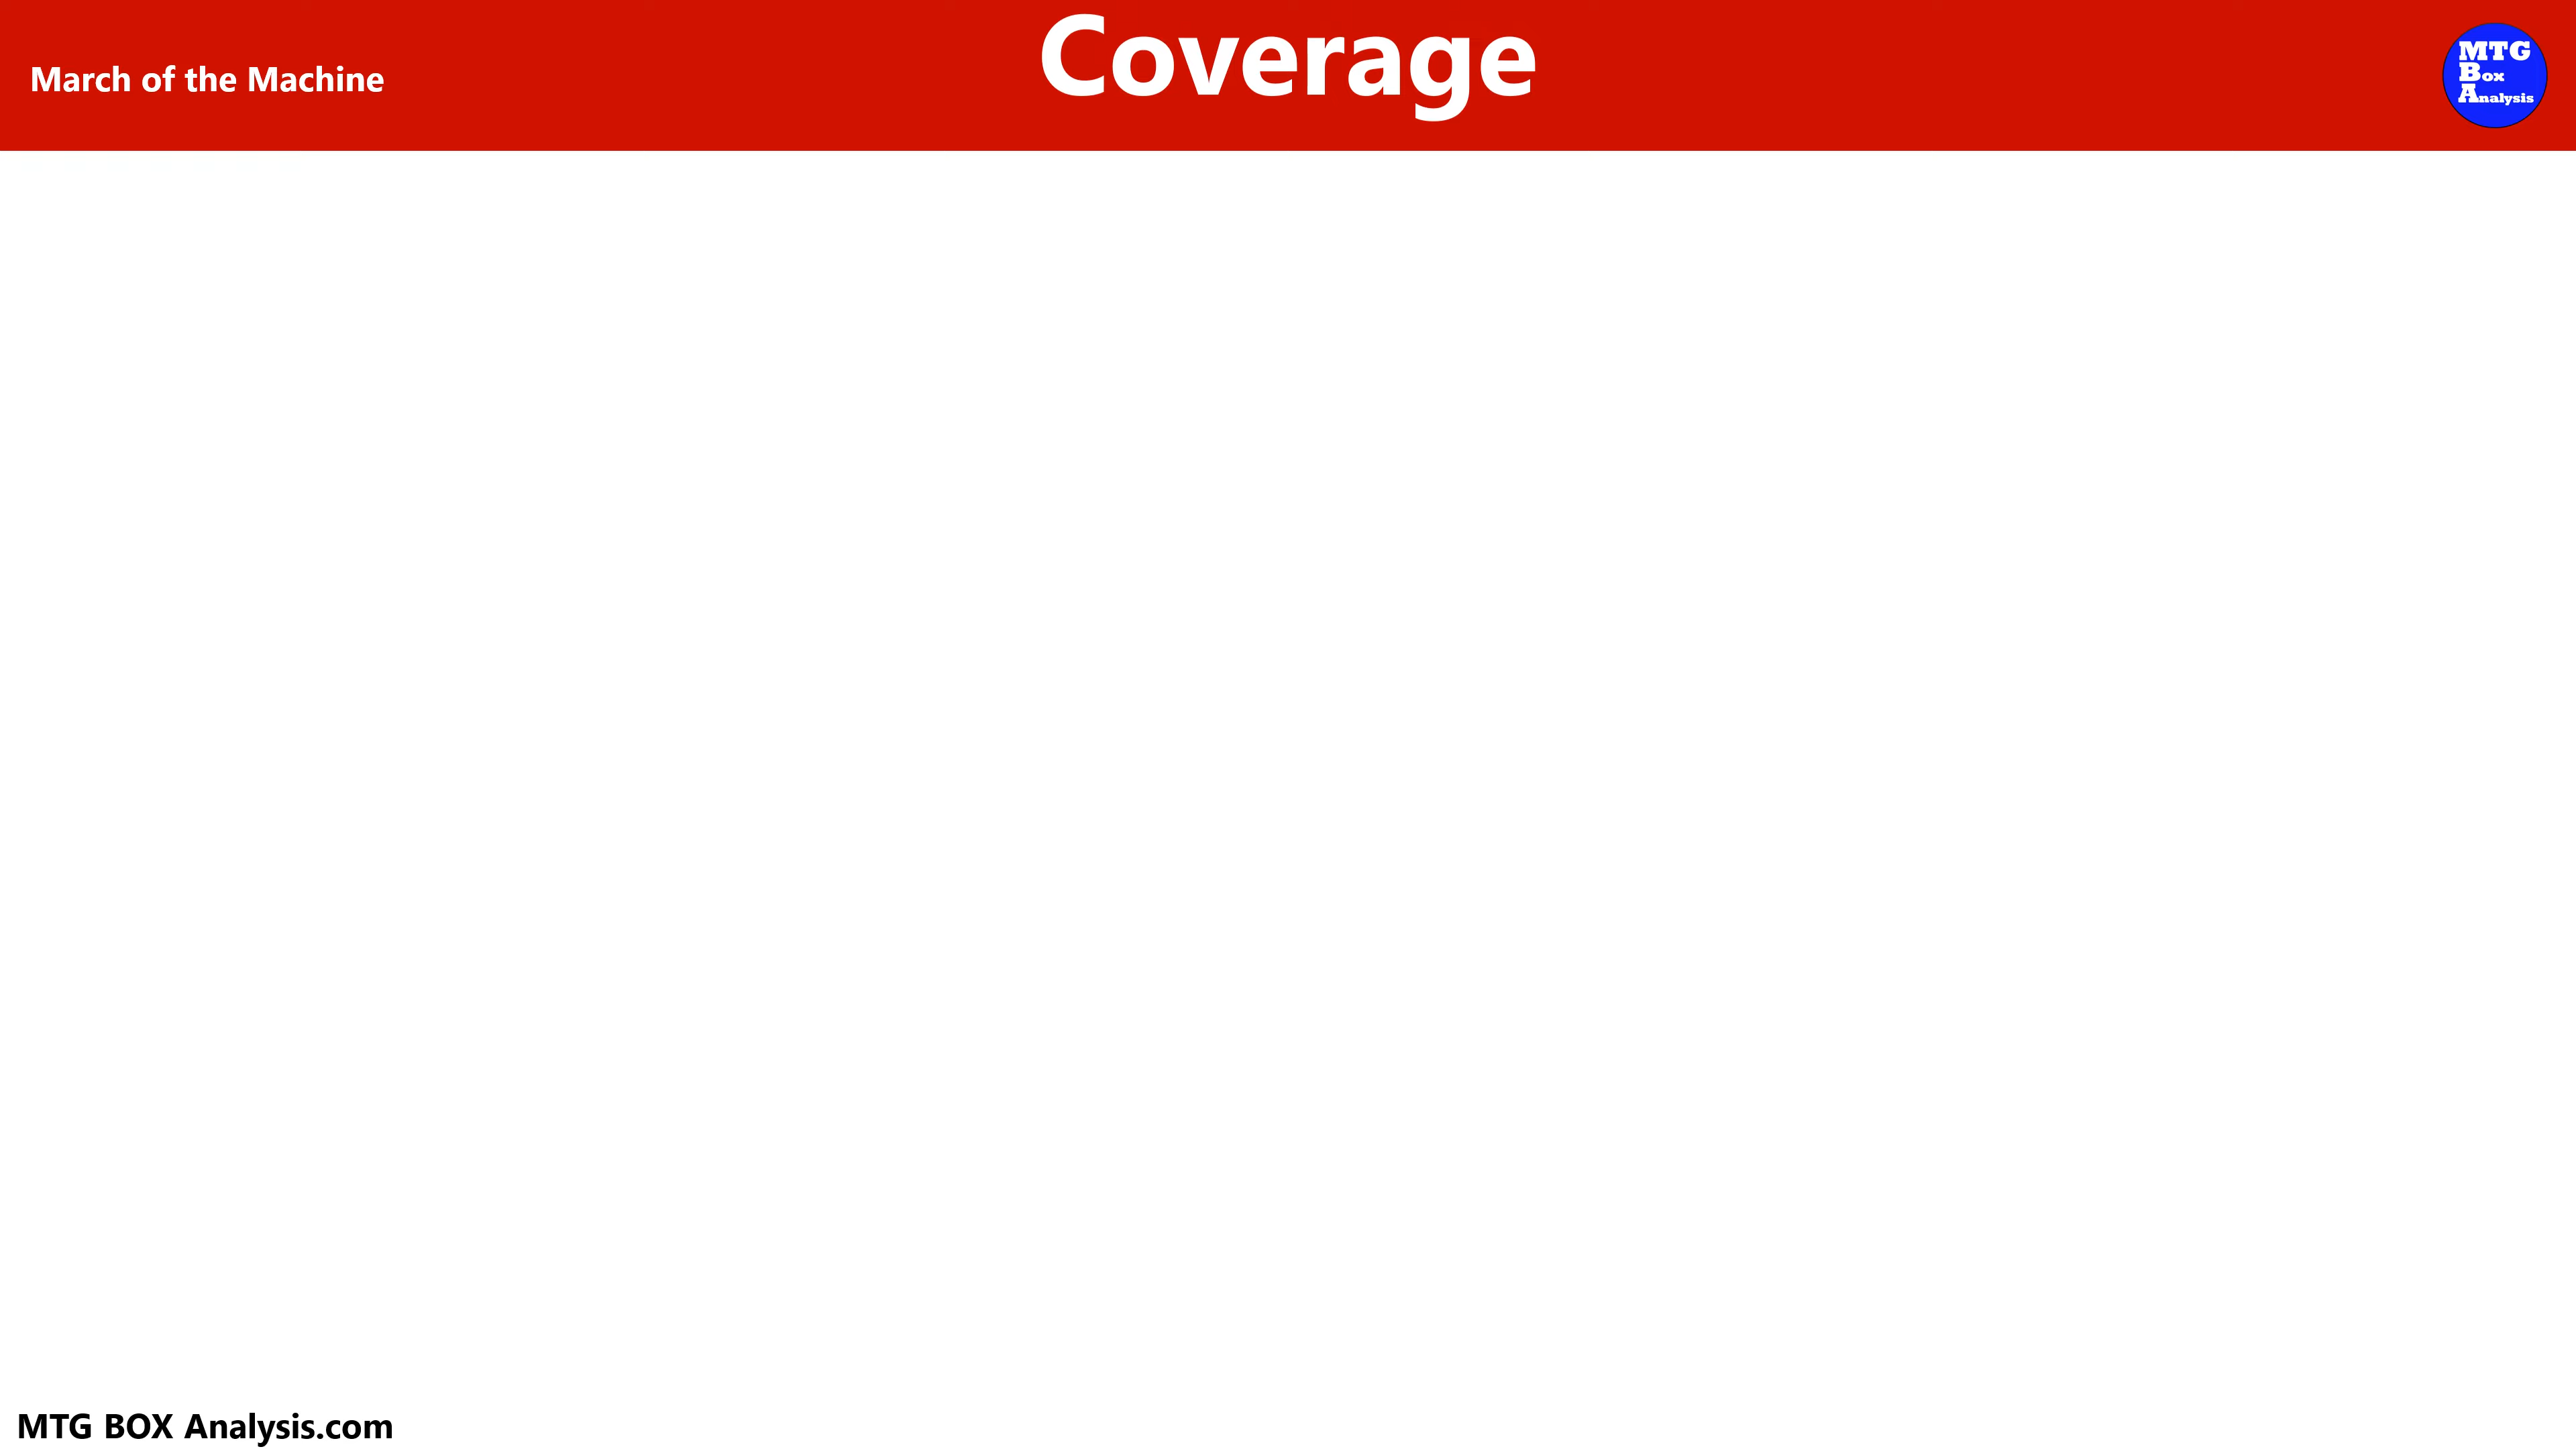 Coverage
March of the Machine
MTG
Box
Analysis
MTG BOX Analysis.com